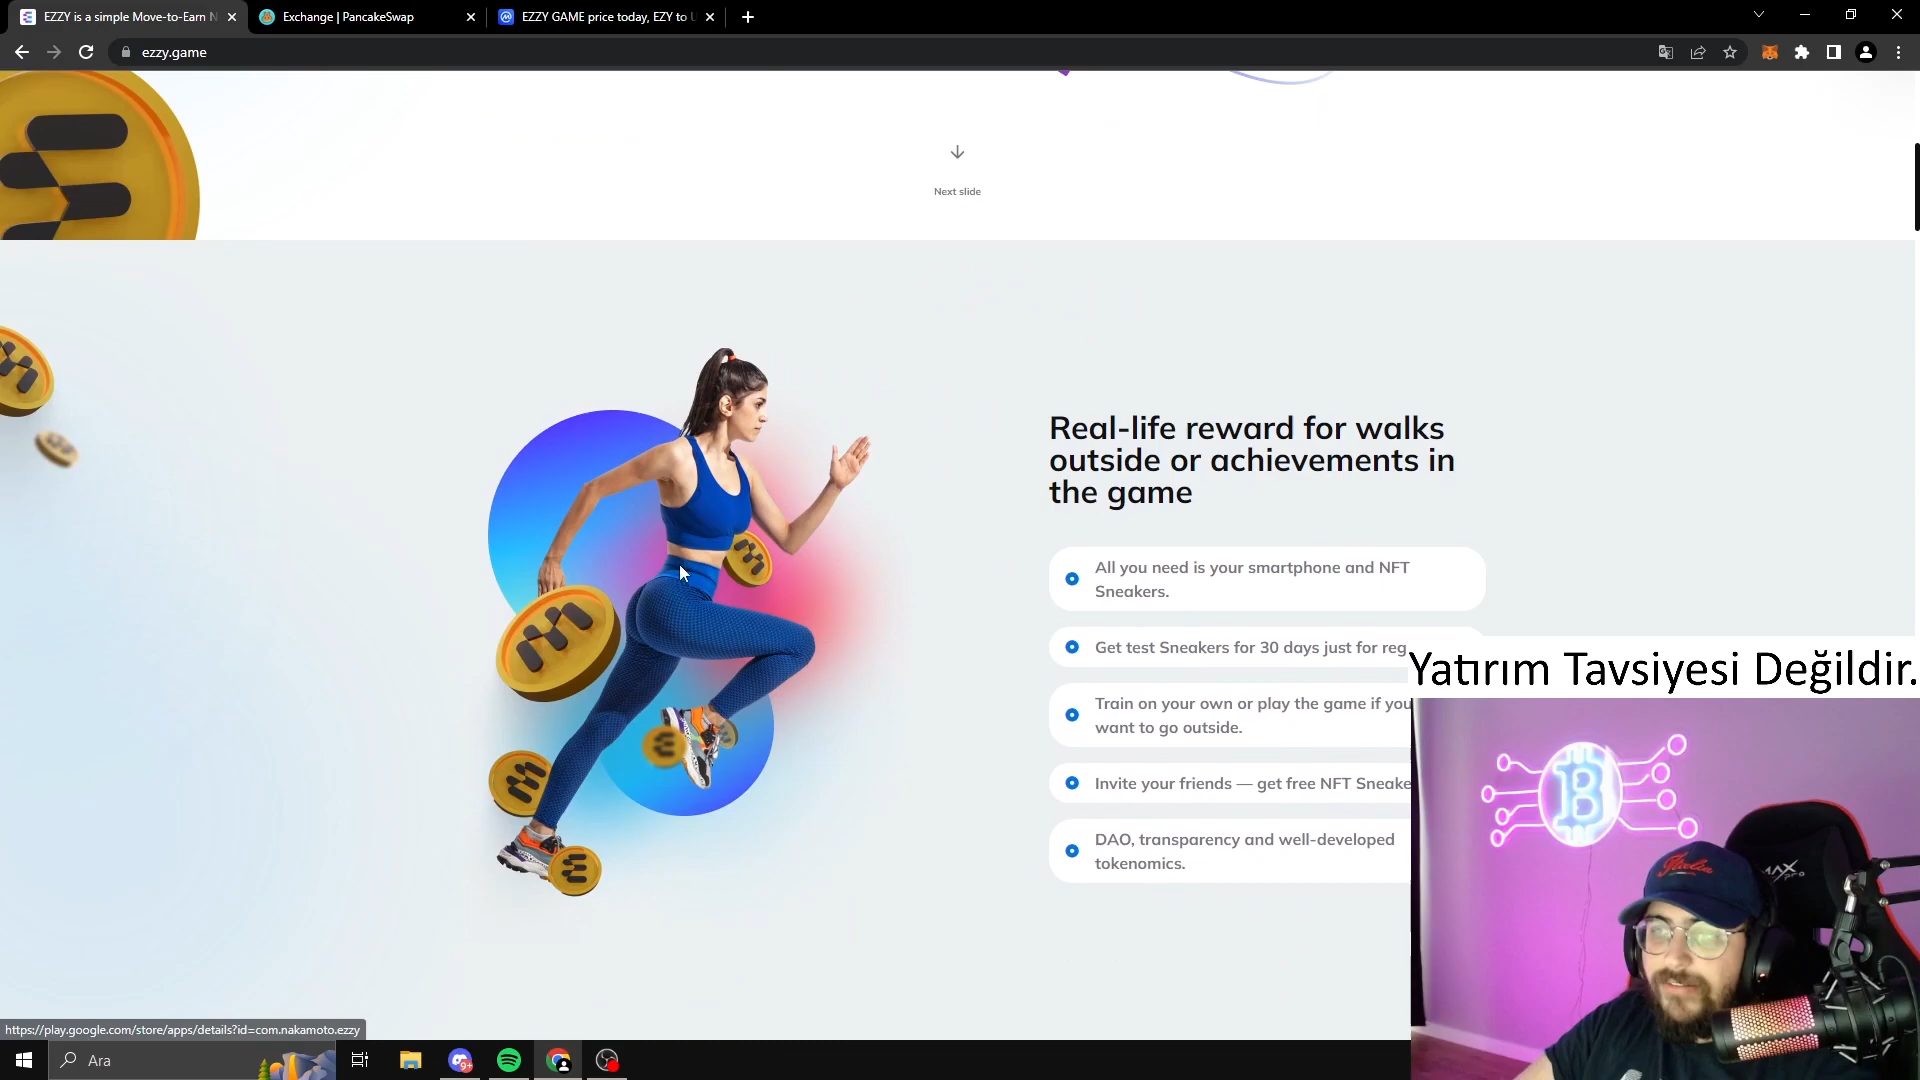 EZZY is a simple Move-to-Earn N
Exchange | PancakeSwap
EZZY GAME price today, EZY to U
ezzy.game
Next slide
Real-life reward for walks
outside or achievements in
the game
All you need is your smartphone and NFT
Sneakers.
Get test Sneakers for 30 days just for reg
Train on your own or play the game if you
want to go outside.
Invite your friends — get free NFT Sneake
DAO, transparency and well-developed
tokenomics.
Yatırım Tavsiyesi Değildir.
MAX
pro
Italia
https://play.google.com/store/apps/details?id=com.nakamoto.ezzy
Ara
9+